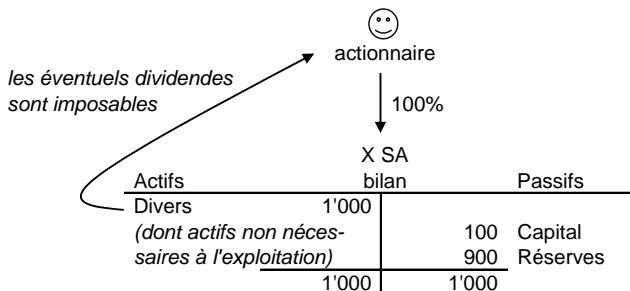 actionnaire
les éventuels dividendes
sont imposables
100%
X SA
Actifs bilan Passifs
Divers 1'000
(dont actifs non néces- 100 Capital
saires à l'exploitation) 900 Réserves
1'000 1'000